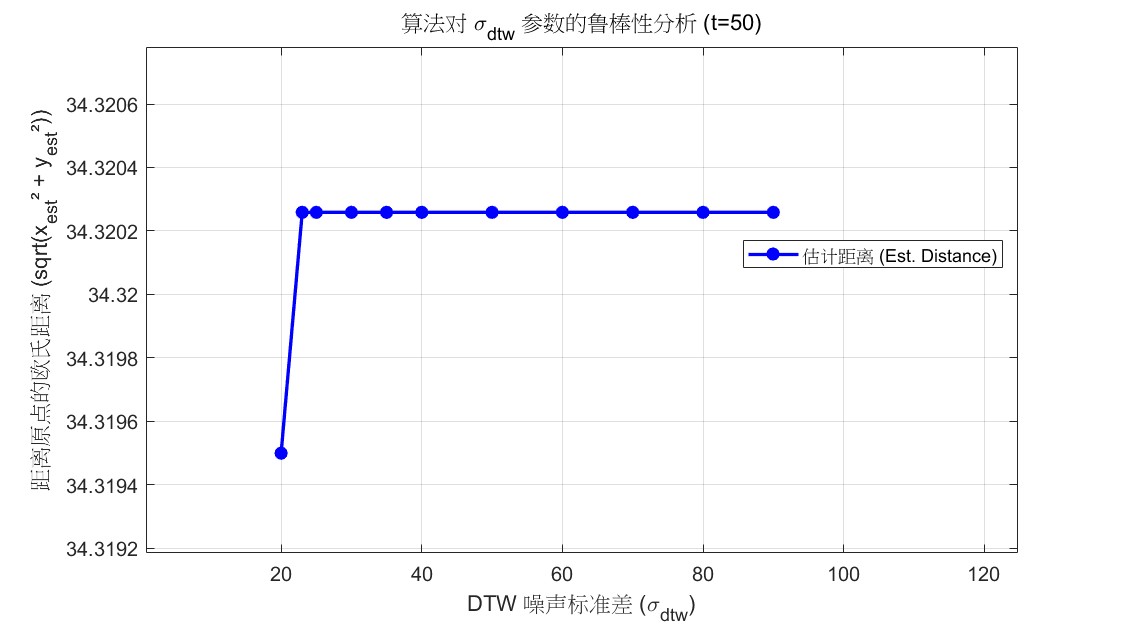 算法对 σdtw 参数的鲁棒性分析 (t=50)
距离原点的欧氏距离 (sqrt(xest² + yest²))
34.3206
34.3204
34.3202
34.32
34.3198
34.3196
34.3194
34.3192
估计距离 (Est. Distance)
20 40 60 80 100 120
DTW 噪声标准差 (σdtw)